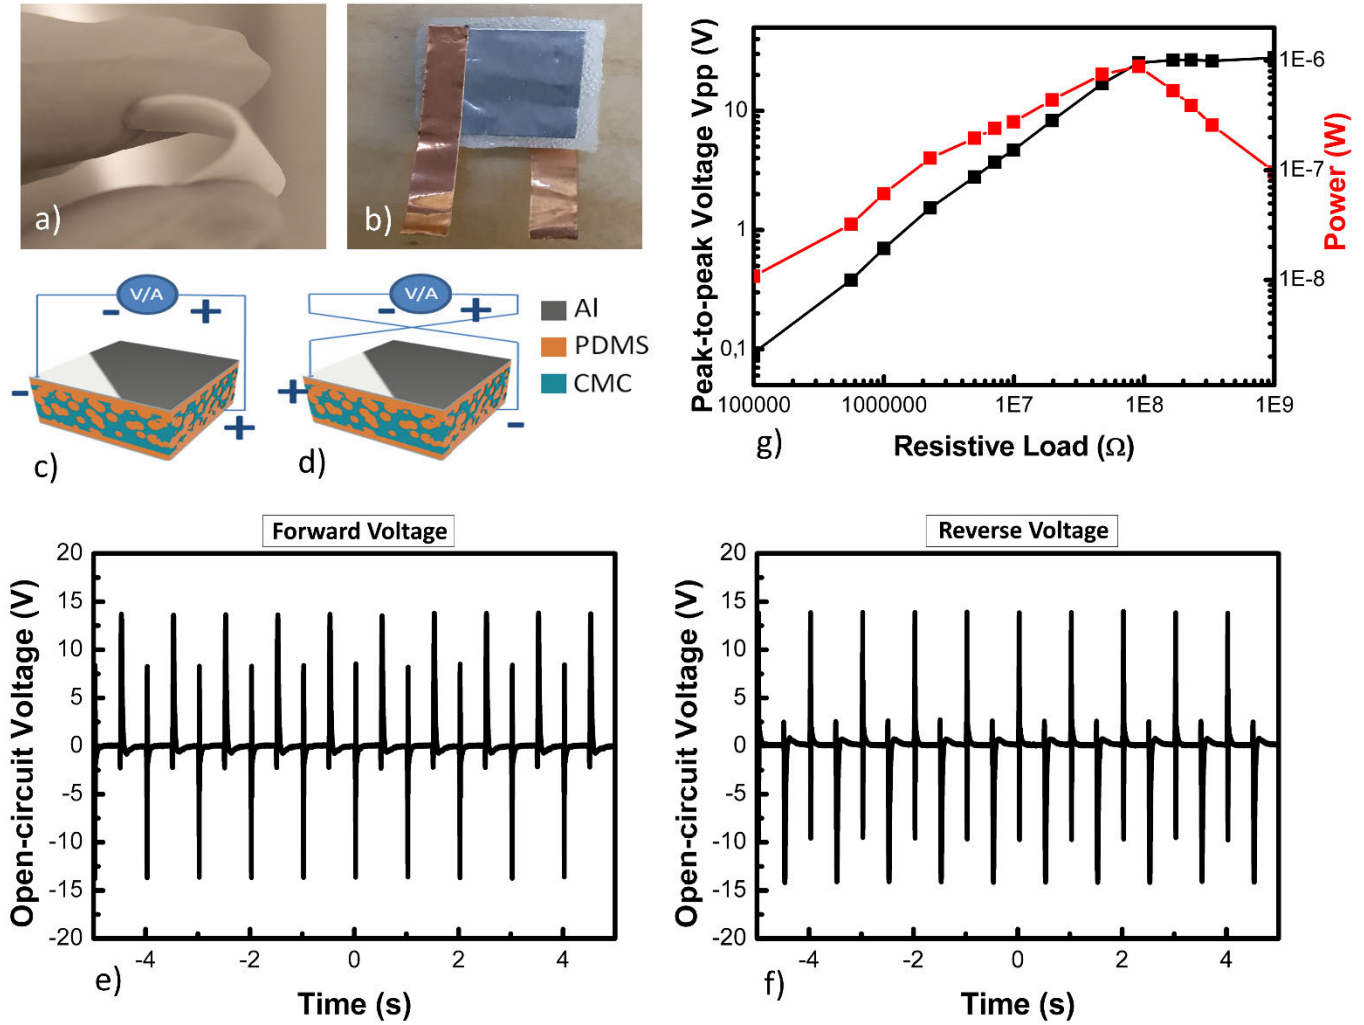 a)
b)
V/A
- +
-
+
c)
V/A
- +
+
-
d)
Al
PDMS
CMC
Peak-to-peak Voltage Vpp (V)
10
1
0,1
100000 1000000 1E7 1E8 1E9
Resistive Load (Ω)
1E-6
1E-7
1E-8
Power (W)
g)
Forward Voltage
Open-circuit Voltage (V)
20
15
10
5
0
-5
-10
-15
-20
-4 -2 0 2 4
Time (s)
e)
Reverse Voltage
Open-circuit Voltage (V)
20
15
10
5
0
-5
-10
-15
-20
-4 -2 0 2 4
Time (s)
f)